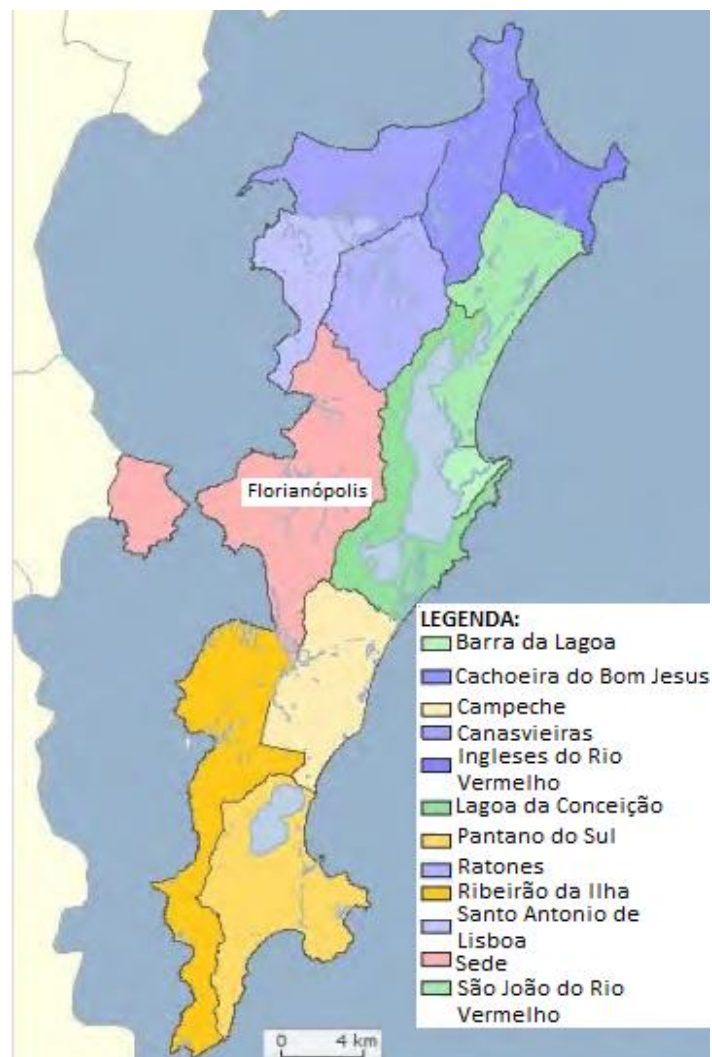 Florianópolis
LEGENDA:
Barra da Lagoa
Cachoeira do Bom Jesus
Campeche
Canasvieiras
Ingleses do Rio
Vermelho
Lagoa da Conceição
Pantano do Sul
Ratones
Ribeirão da Ilha
Santo Antonio de
Lisboa
Sede
São João do Rio
Vermelho
0 4 km